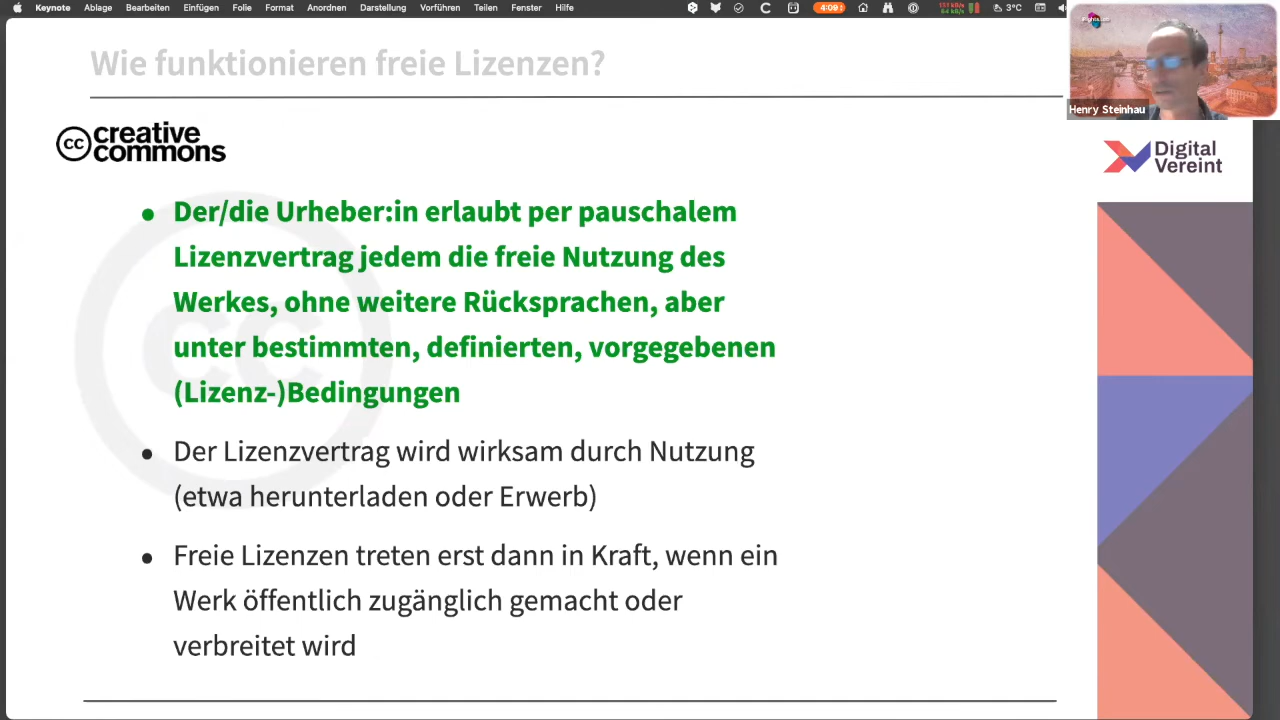 Keynote Ablage Bearbeiten Einfügen Folie Format Anordnen Darstellung Vorführen Teilen Fenster Hilfe 4:09 3°C
Wie funktionieren freie Lizenzen?
Henry Steinhau
cc creative
commons
Digital
Vereint
• Der/die Urheber:in erlaubt per pauschalem
Lizenzvertrag jedem die freie Nutzung des
Werkes, ohne weitere Rücksprachen, aber
unter bestimmten, definierten, vorgegebenen
(Lizenz-)Bedingungen
• Der Lizenzvertrag wird wirksam durch Nutzung
(etwa herunterladen oder Erwerb)
• Freie Lizenzen treten erst dann in Kraft, wenn ein
Werk öffentlich zugänglich gemacht oder
verbreitet wird